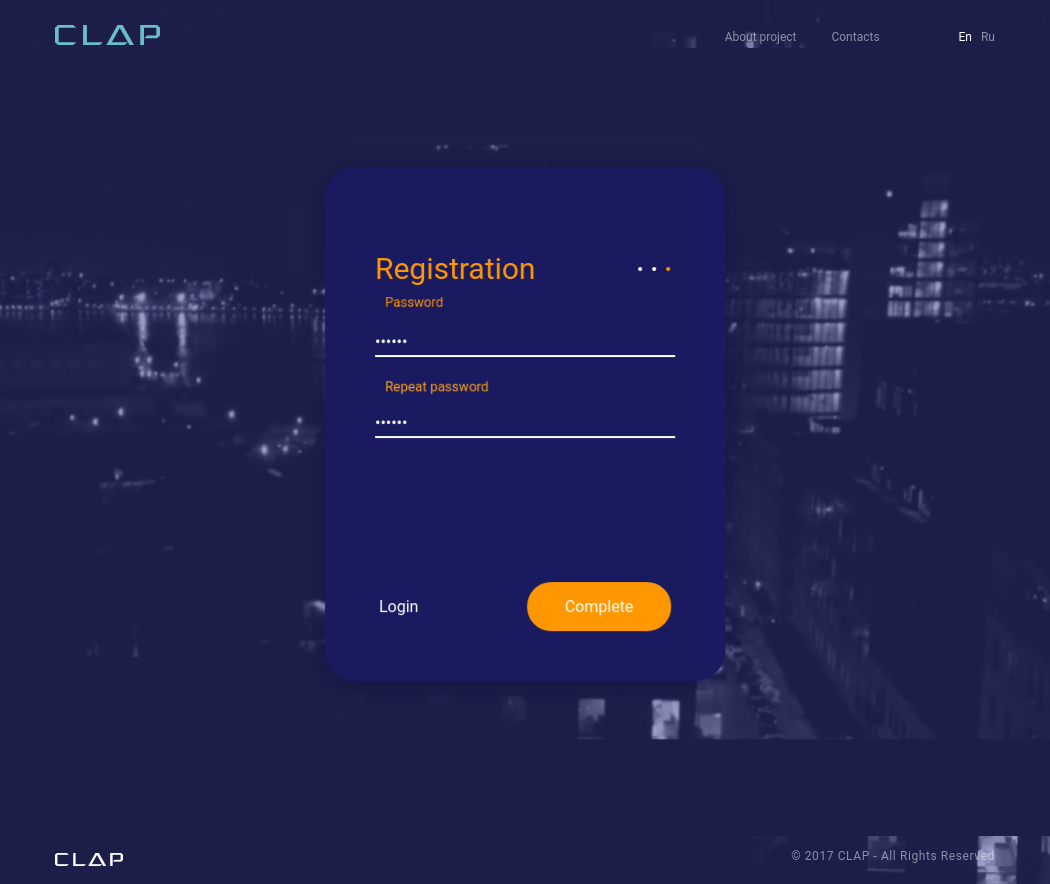 CLAP
About project Contacts En Ru
Registration
Password
••••••
Repeat password
••••••
Login Complete
CLAP © 2017 CLAP - All Rights Reserved